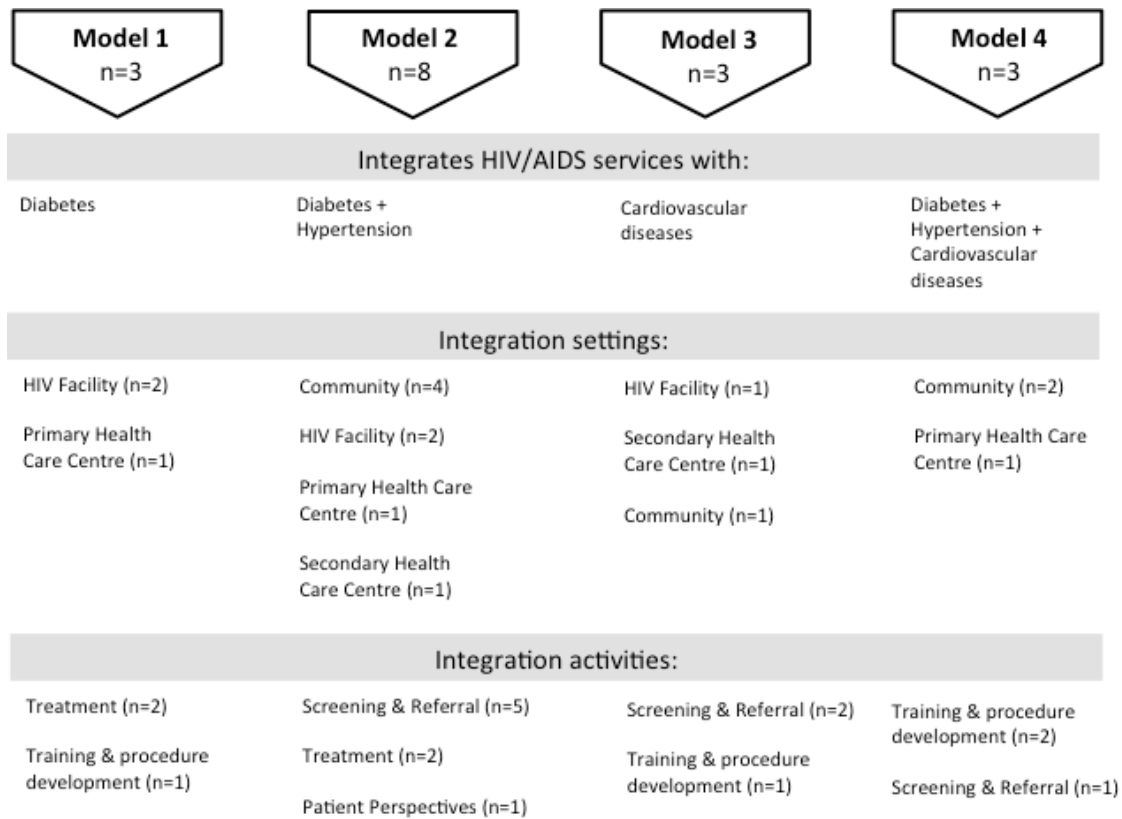 Model 1
n=3
Model 2
n=8
Model 3
n=3
Model 4
n=3
Integrates HIV/AIDS services with:
Diabetes
Diabetes +
Hypertension
Cardiovascular
diseases
Diabetes +
Hypertension +
Cardiovascular
diseases
Integration settings:
HIV Facility (n=2)
Primary Health
Care Centre (n=1)
Community (n=4)
HIV Facility (n=2)
Primary Health Care
Centre (n=1)
Secondary Health
Care Centre (n=1)
HIV Facility (n=1)
Secondary Health
Care Centre (n=1)
Community (n=1)
Community (n=2)
Primary Health Care
Centre (n=1)
Integration activities:
Treatment (n=2)
Training & procedure
development (n=1)
Screening & Referral (n=5)
Treatment (n=2)
Patient Perspectives (n=1)
Screening & Referral (n=2)
Training & procedure
development (n=1)
Training & procedure
development (n=2)
Screening & Referral (n=1)